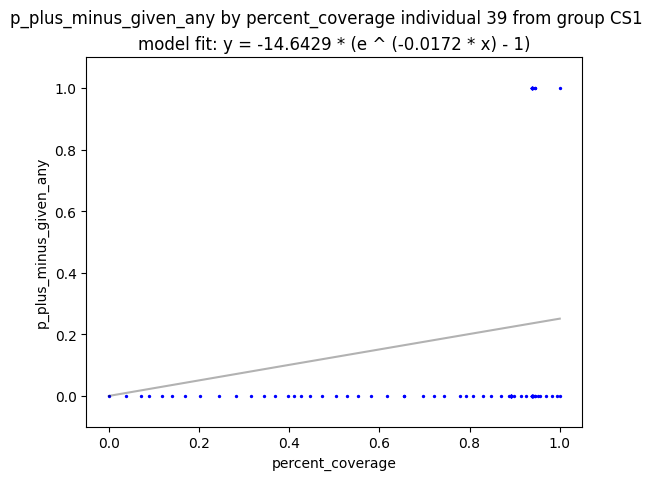 p_plus_minus_given_any by percent_coverage individual 39 from group CS1
model fit: y = -14.6429 * (e ^ (-0.0172 * x) - 1)
1.0
0.8
0.6
0.4
0.2
0.0
p_plus_minus_given_any
0.0 0.2 0.4 0.6 0.8 1.0
percent_coverage